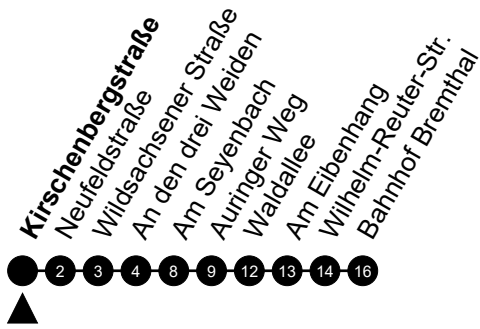 Kirschenbergstraße
Neufeldstraße
Wildsachsener Straße
An den drei Weiden
Am Seyenbach
Auringer Weg
Waldallee
Am Eibenhang
Wilhelm-Reuter-Str.
Bahnhof Bremthal
2 3 4 8 9 12 13 14 16